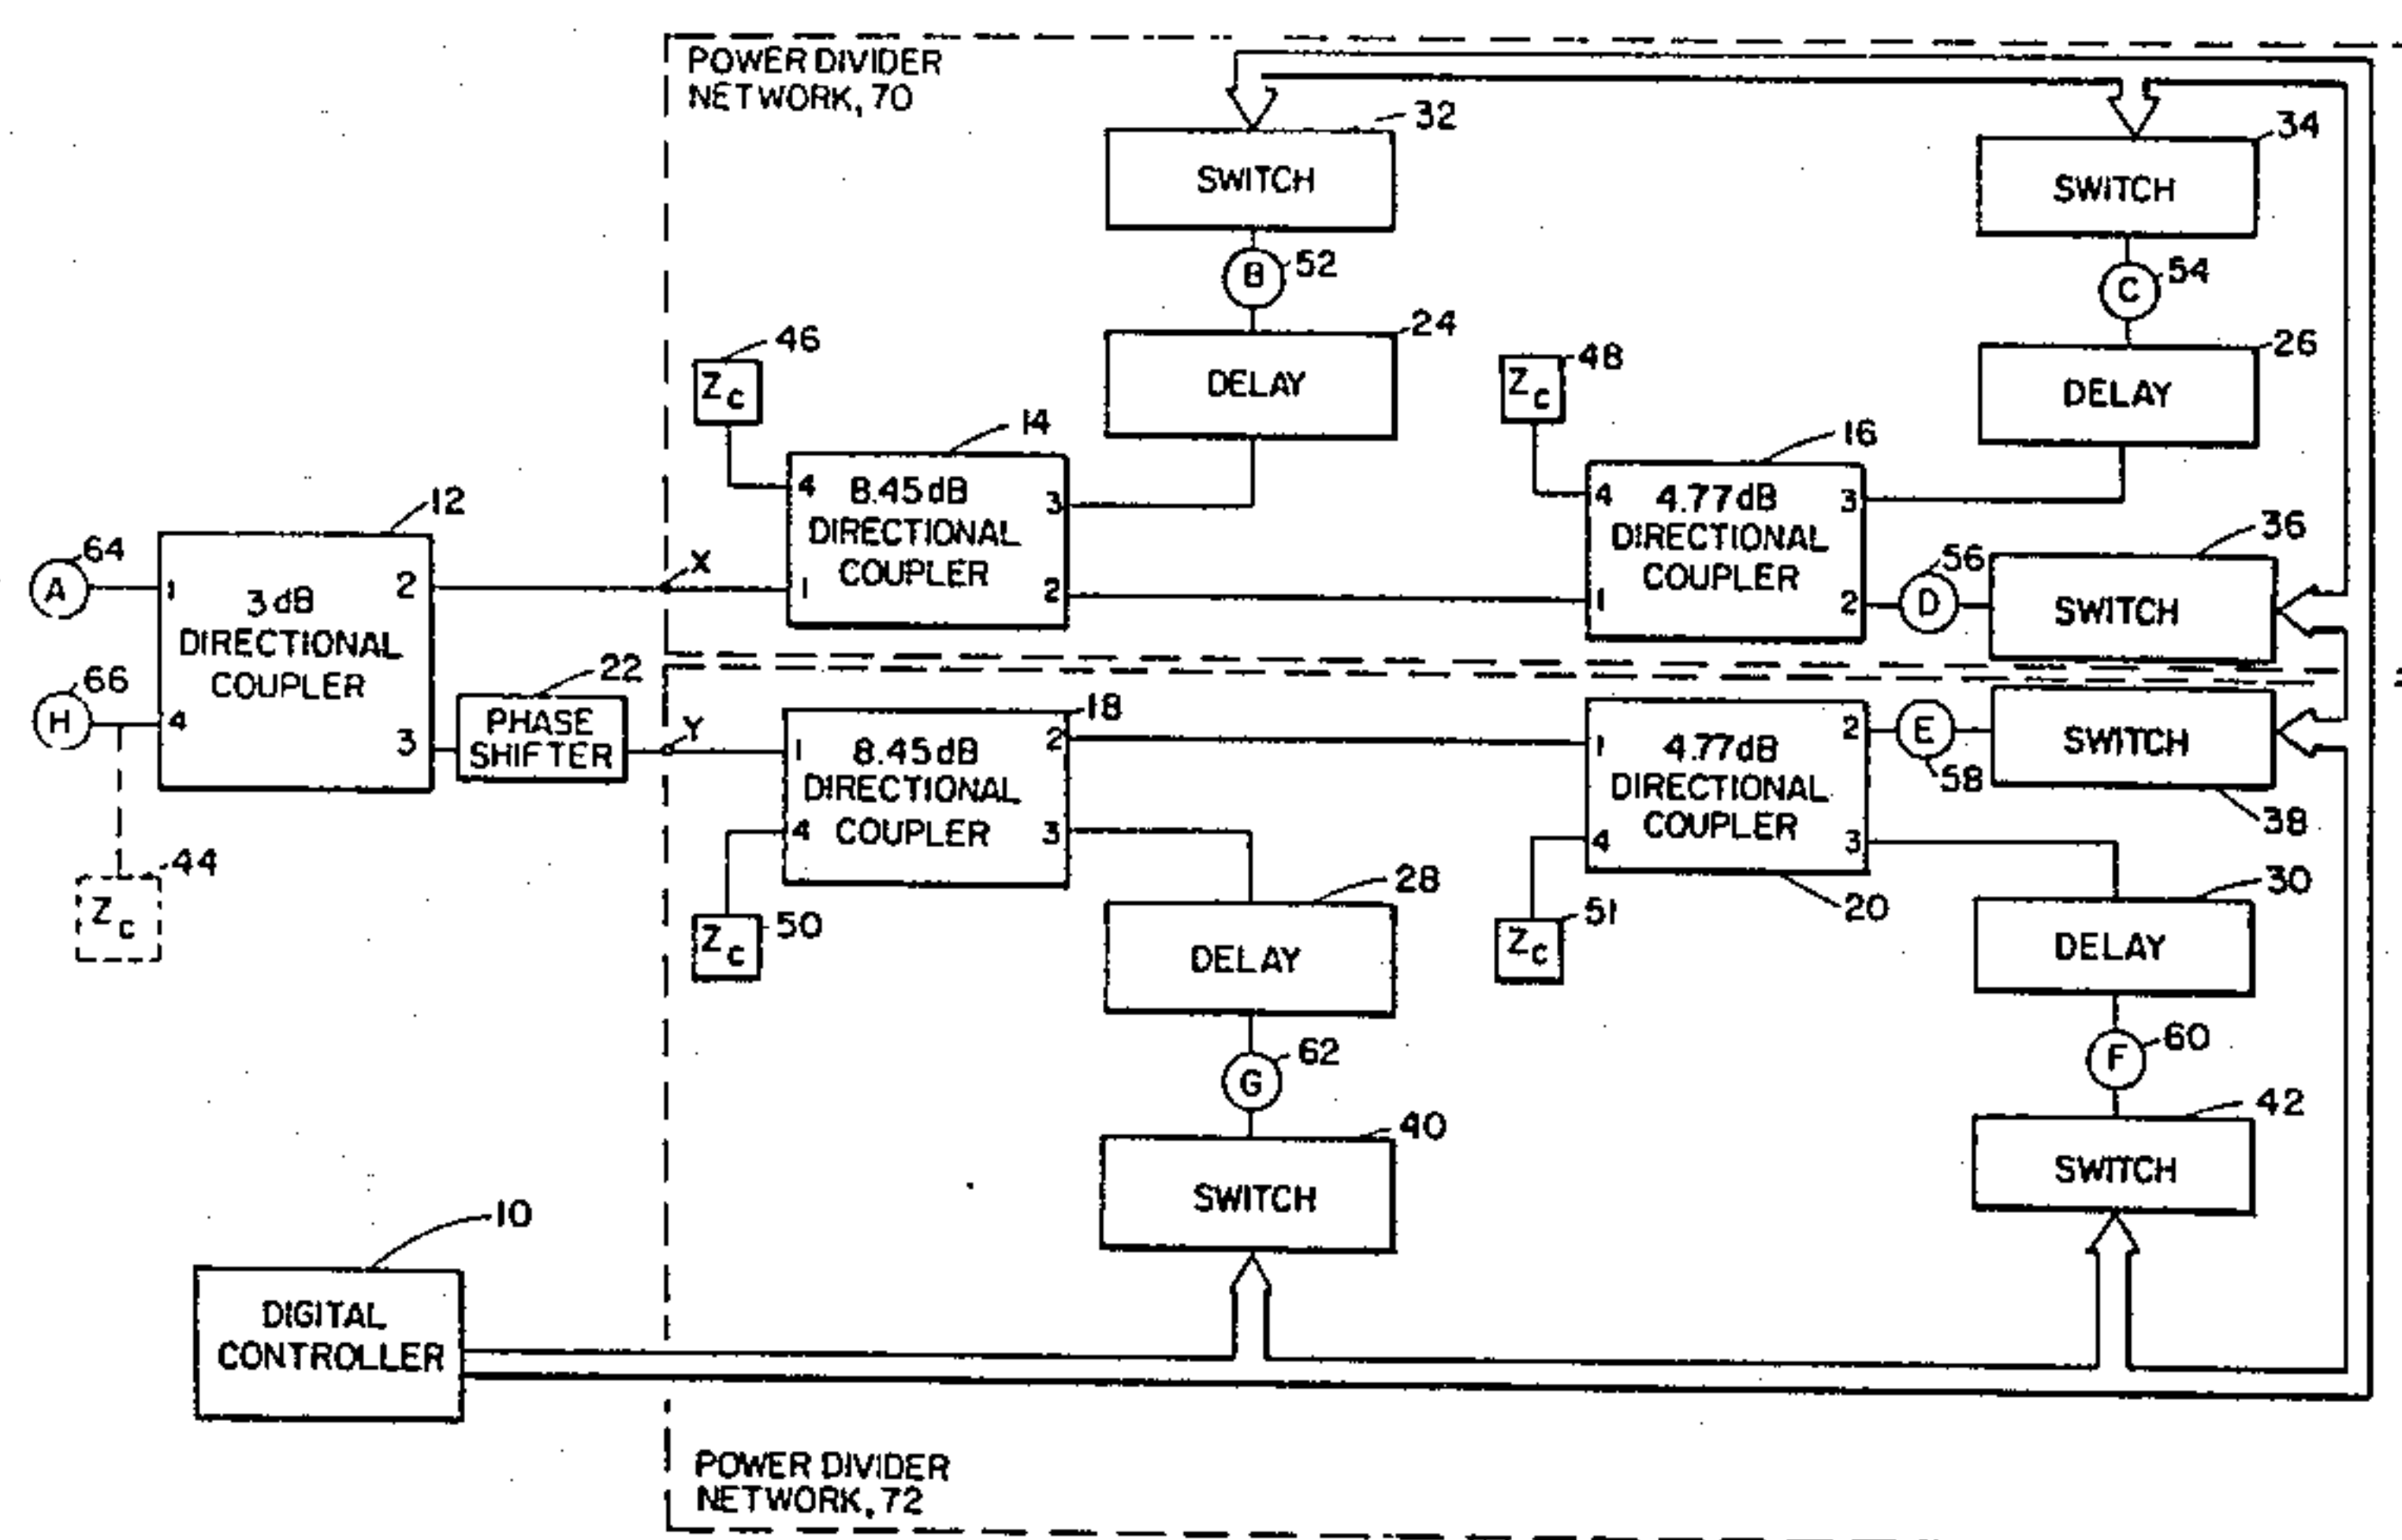 POWER DIVIDER
NETWORK, 70
32
SWITCH
34
SWITCH
B 52
C 54
46
Zc
24
DELAY
48
Zc
26
DELAY
14
4 8.45dB 3
DIRECTIONAL
1 COUPLER 2
16
4 4.77dB 3
DIRECTIONAL
1 COUPLER 2
12
64
A
1 3dB 2
DIRECTIONAL
COUPLER
66
H 4 3
X
56
D
36
SWITCH
22
PHASE
SHIFTER
Y
18
1 8.45dB 2
DIRECTIONAL
4 COUPLER 3
1 4.77dB 2
DIRECTIONAL
4 COUPLER 3
20
E
58
SWITCH
38
44
Zc
Zc 50
28
DELAY
51
Zc
30
DELAY
62
G
60
F
40
SWITCH
42
SWITCH
10
DIGITAL
CONTROLLER
POWER DIVIDER
NETWORK, 72